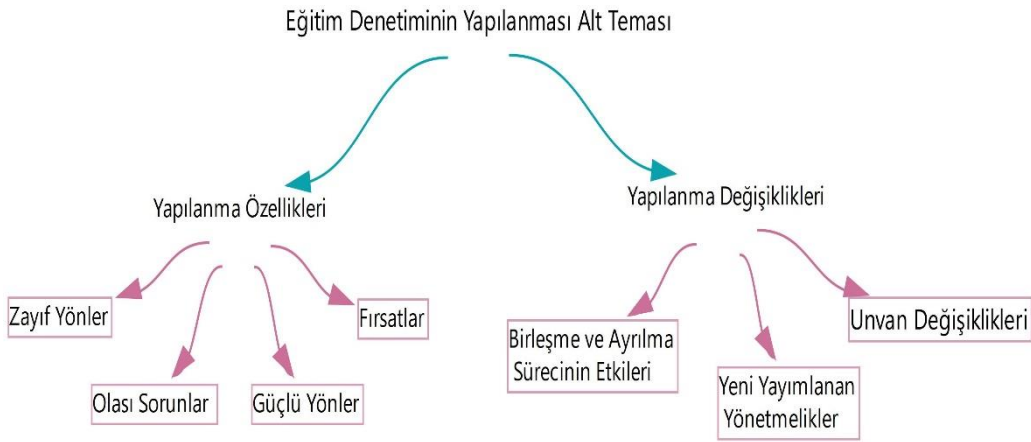 Eğitim Denetiminin Yapılanması Alt Teması
Yapılanma Özellikleri
Yapılanma Değişiklikleri
Zayıf Yönler
Olası Sorunlar
Güçlü Yönler
Fırsatlar
Birleşme ve Ayrılma
Sürecinin Etkileri
Yeni Yayımlanan
Yönetmelikler
Unvan Değişiklikleri